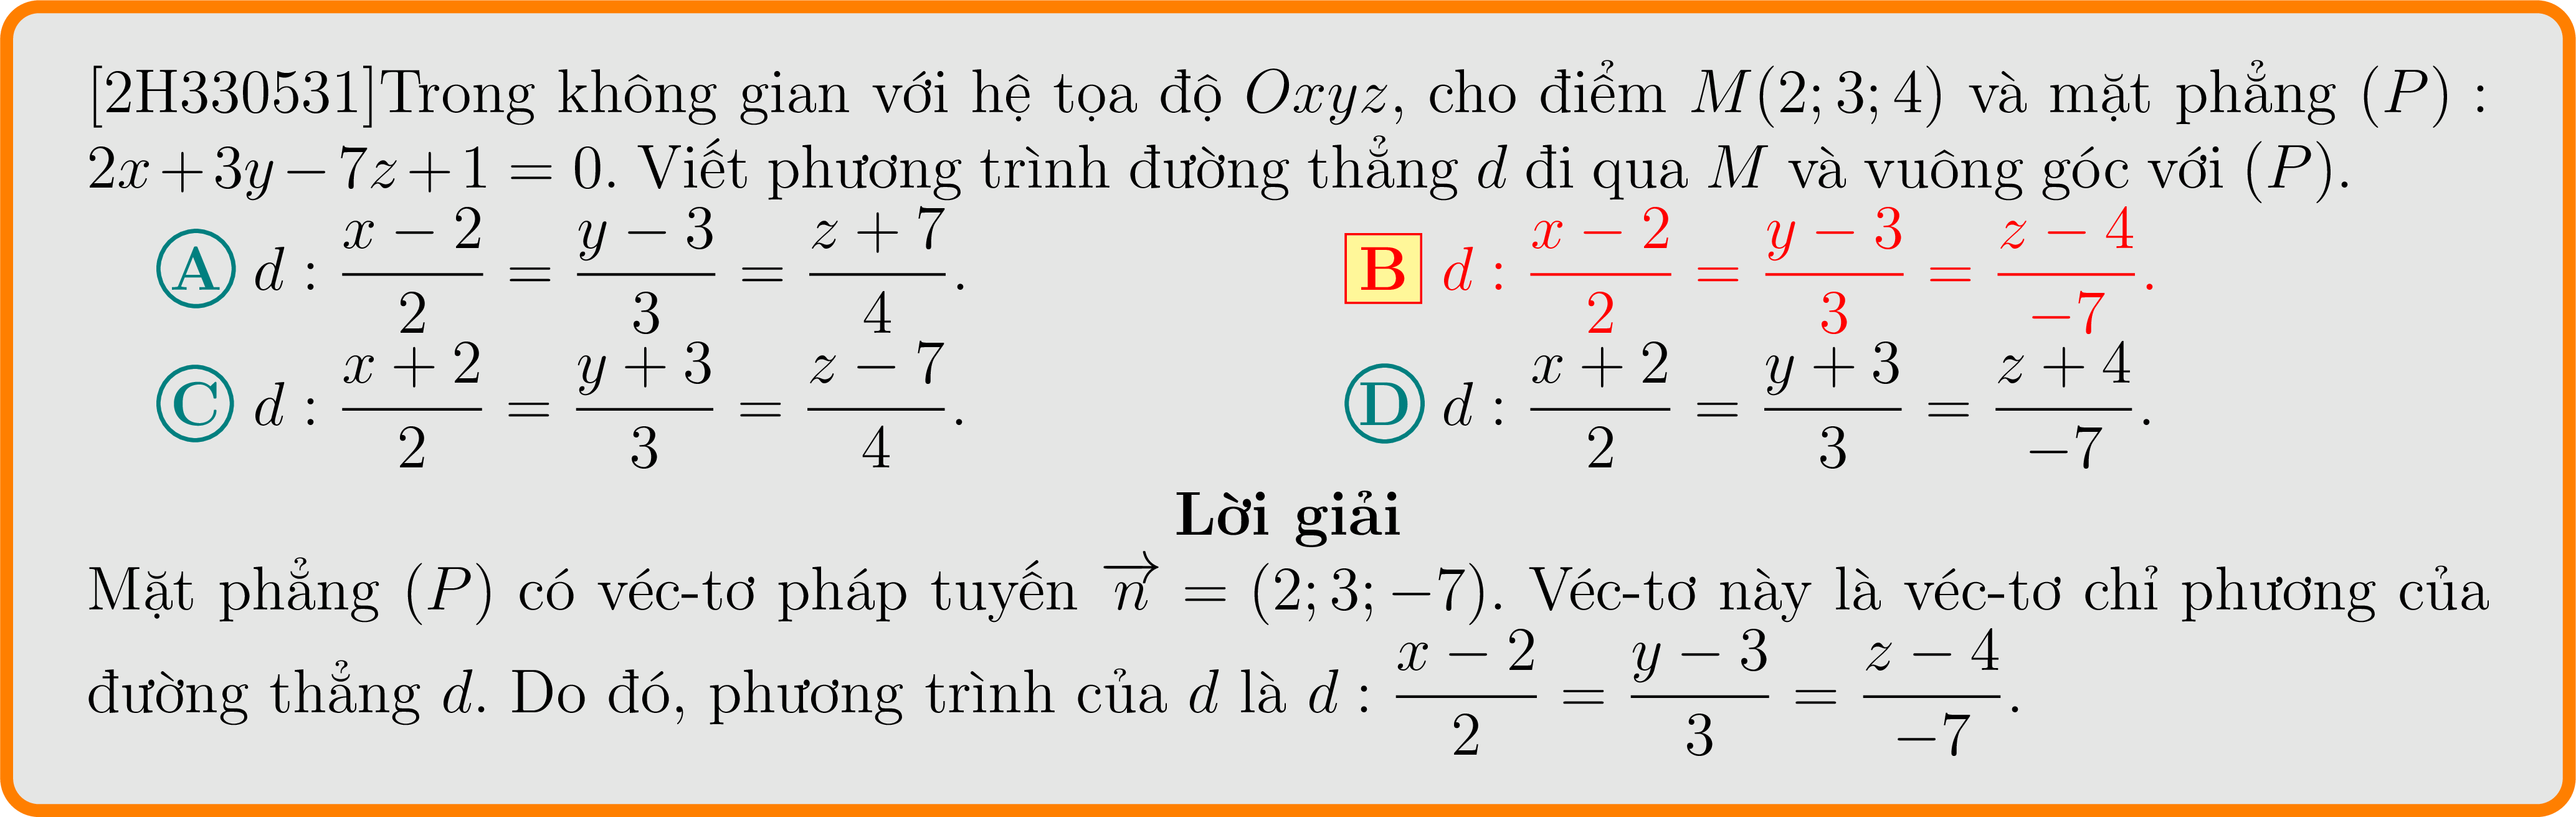 [2H330531]Trong không gian với hệ tọa độ Oxyz, cho điểm M(2; 3; 4) và mặt phẳng (P) :
2x + 3y − 7z + 1 = 0. Viết phương trình đường thẳng d đi qua M và vuông góc với (P).
A d : \frac{x − 2}{2} = \frac{y − 3}{3} = \frac{z + 7}{4}. B d : \frac{x − 2}{2} = \frac{y − 3}{3} = \frac{z − 4}{−7}.
C d : \frac{x + 2}{2} = \frac{y + 3}{3} = \frac{z − 7}{4}. D d : \frac{x + 2}{2} = \frac{y + 3}{3} = \frac{z + 4}{−7}.
Lời giải
Mặt phẳng (P) có véc-tơ pháp tuyến \overrightarrow{n} = (2; 3; −7). Véc-tơ này là véc-tơ chỉ phương của
đường thẳng d. Do đó, phương trình của d là d : \frac{x − 2}{2} = \frac{y − 3}{3} = \frac{z − 4}{−7}.